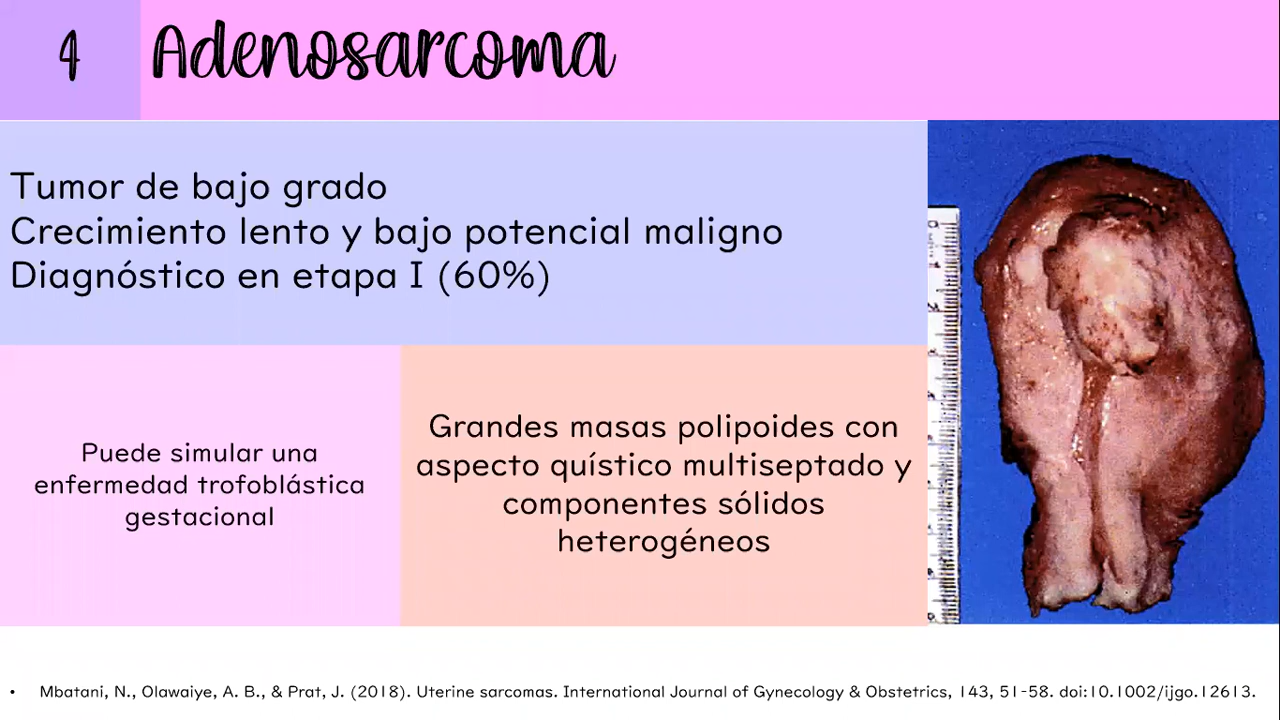 4
Adenosarcoma
Tumor de bajo grado
Crecimiento lento y bajo potencial maligno
Diagnóstico en etapa I (60%)
Puede simular una
enfermedad trofoblástica
gestacional
Grandes masas polipoides con
aspecto quístico multiseptado y
componentes sólidos
heterogéneos
• Mbatani, N., Olawaiye, A. B., & Prat, J. (2018). Uterine sarcomas. International Journal of Gynecology & Obstetrics, 143, 51-58. doi:10.1002/ijgo.12613.